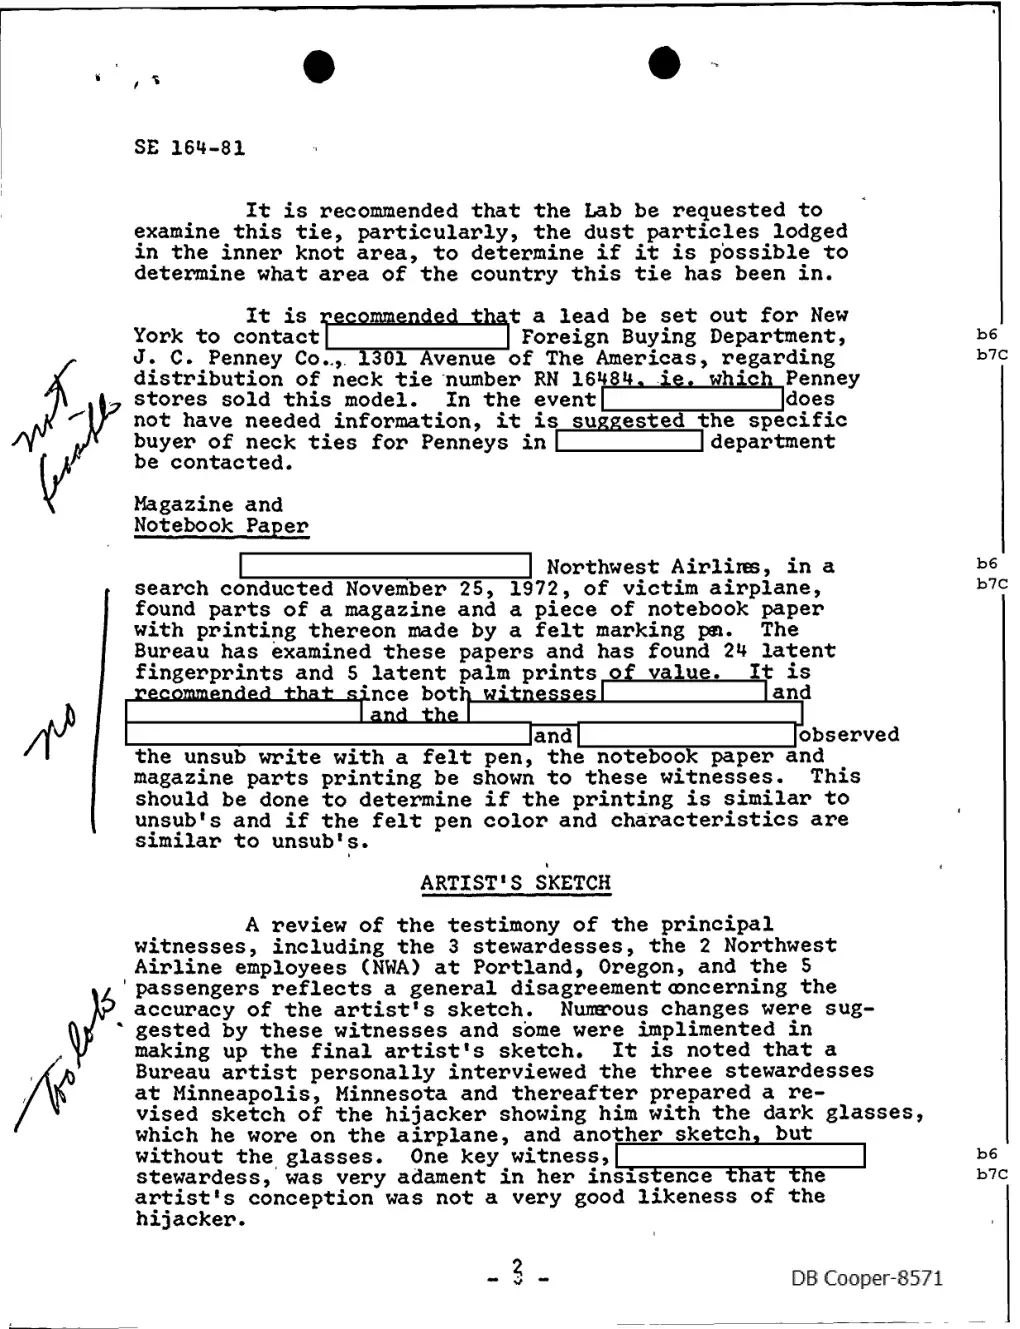 SE 164-81
It is recommended that the Lab be requested to
examine this tie, particularly, the dust particles lodged
in the inner knot area, to determine if it is possible to
determine what area of the country this tie has been in.
It is recommended that a lead be set out for New
York to contact Foreign Buying Department,
b6
J. C. Penney Co., 1301 Avenue of The Americas, regarding
b7C
distribution of neck tie number RN 16484, ie. which Penney
stores sold this model. In the event does
not have needed information, it is suggested the specific
buyer of neck ties for Penneys in department
be contacted.
not
possible
Magazine and
Notebook Paper
Northwest Airlines, in a
b6
search conducted November 25, 1972, of victim airplane,
b7C
found parts of a magazine and a piece of notebook paper
with printing thereon made by a felt marking pen. The
Bureau has examined these papers and has found 24 latent
fingerprints and 5 latent palm prints of value. It is
recommended that since both witnesses and
and the
and observed
the unsub write with a felt pen, the notebook paper and
magazine parts printing be shown to these witnesses. This
should be done to determine if the printing is similar to
unsub's and if the felt pen color and characteristics are
similar to unsub's.
no
ARTIST'S SKETCH
A review of the testimony of the principal
witnesses, including the 3 stewardesses, the 2 Northwest
Airline employees (NWA) at Portland, Oregon, and the 5
passengers reflects a general disagreement concerning the
accuracy of the artist's sketch. Numerous changes were sug-
gested by these witnesses and some were implimented in
making up the final artist's sketch. It is noted that a
Bureau artist personally interviewed the three stewardesses
at Minneapolis, Minnesota and thereafter prepared a re-
vised sketch of the hijacker showing him with the dark glasses,
which he wore on the airplane, and another sketch, but
without the glasses. One key witness,
b6
stewardess, was very adament in her insistence that the
b7C
artist's conception was not a very good likeness of the
hijacker.
Too late
2
- 3 -
DB Cooper-8571